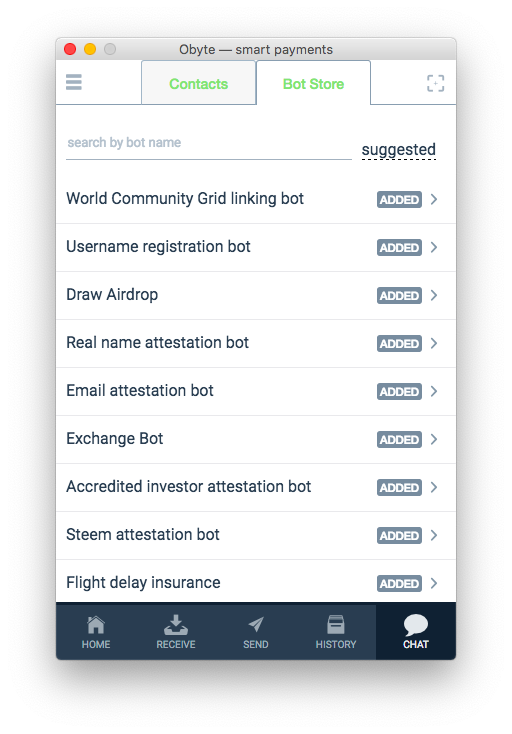 Obyte — smart payments
Contacts
Bot Store
search by bot name
suggested
World Community Grid linking bot ADDED
Username registration bot ADDED
Draw Airdrop ADDED
Real name attestation bot ADDED
Email attestation bot ADDED
Exchange Bot ADDED
Accredited investor attestation bot ADDED
Steem attestation bot ADDED
Flight delay insurance ADDED
HOME RECEIVE SEND HISTORY CHAT